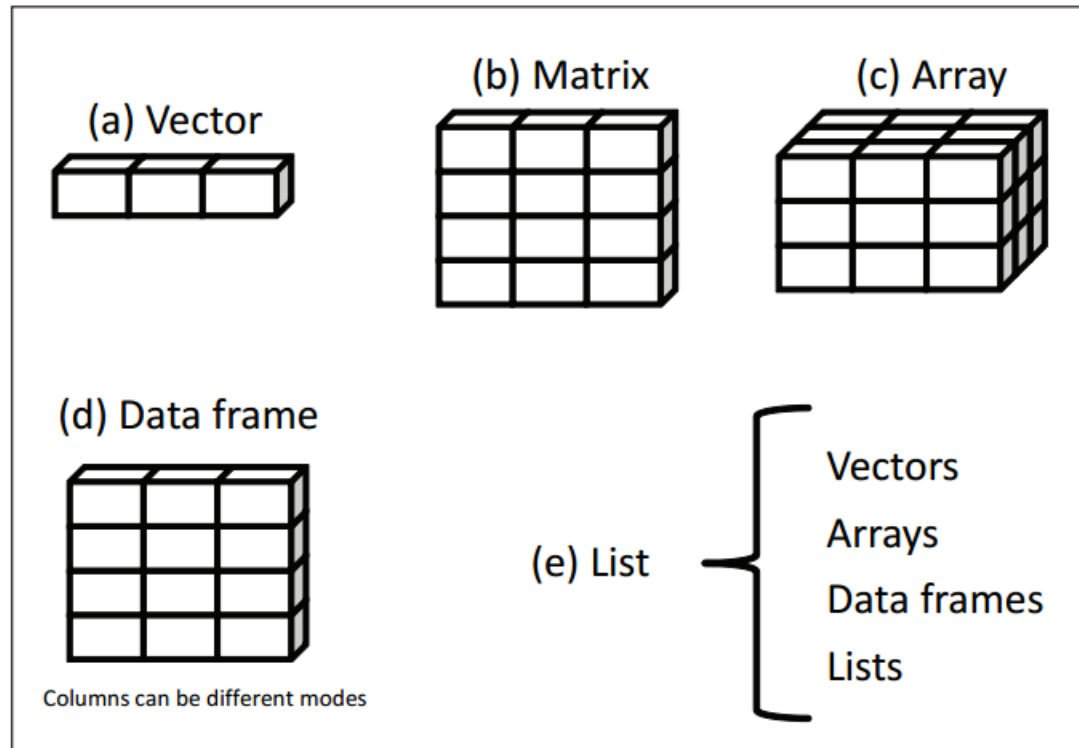 (a) Vector
(b) Matrix
(c) Array
(d) Data frame
Columns can be different modes
(e) List
Vectors
Arrays
Data frames
Lists